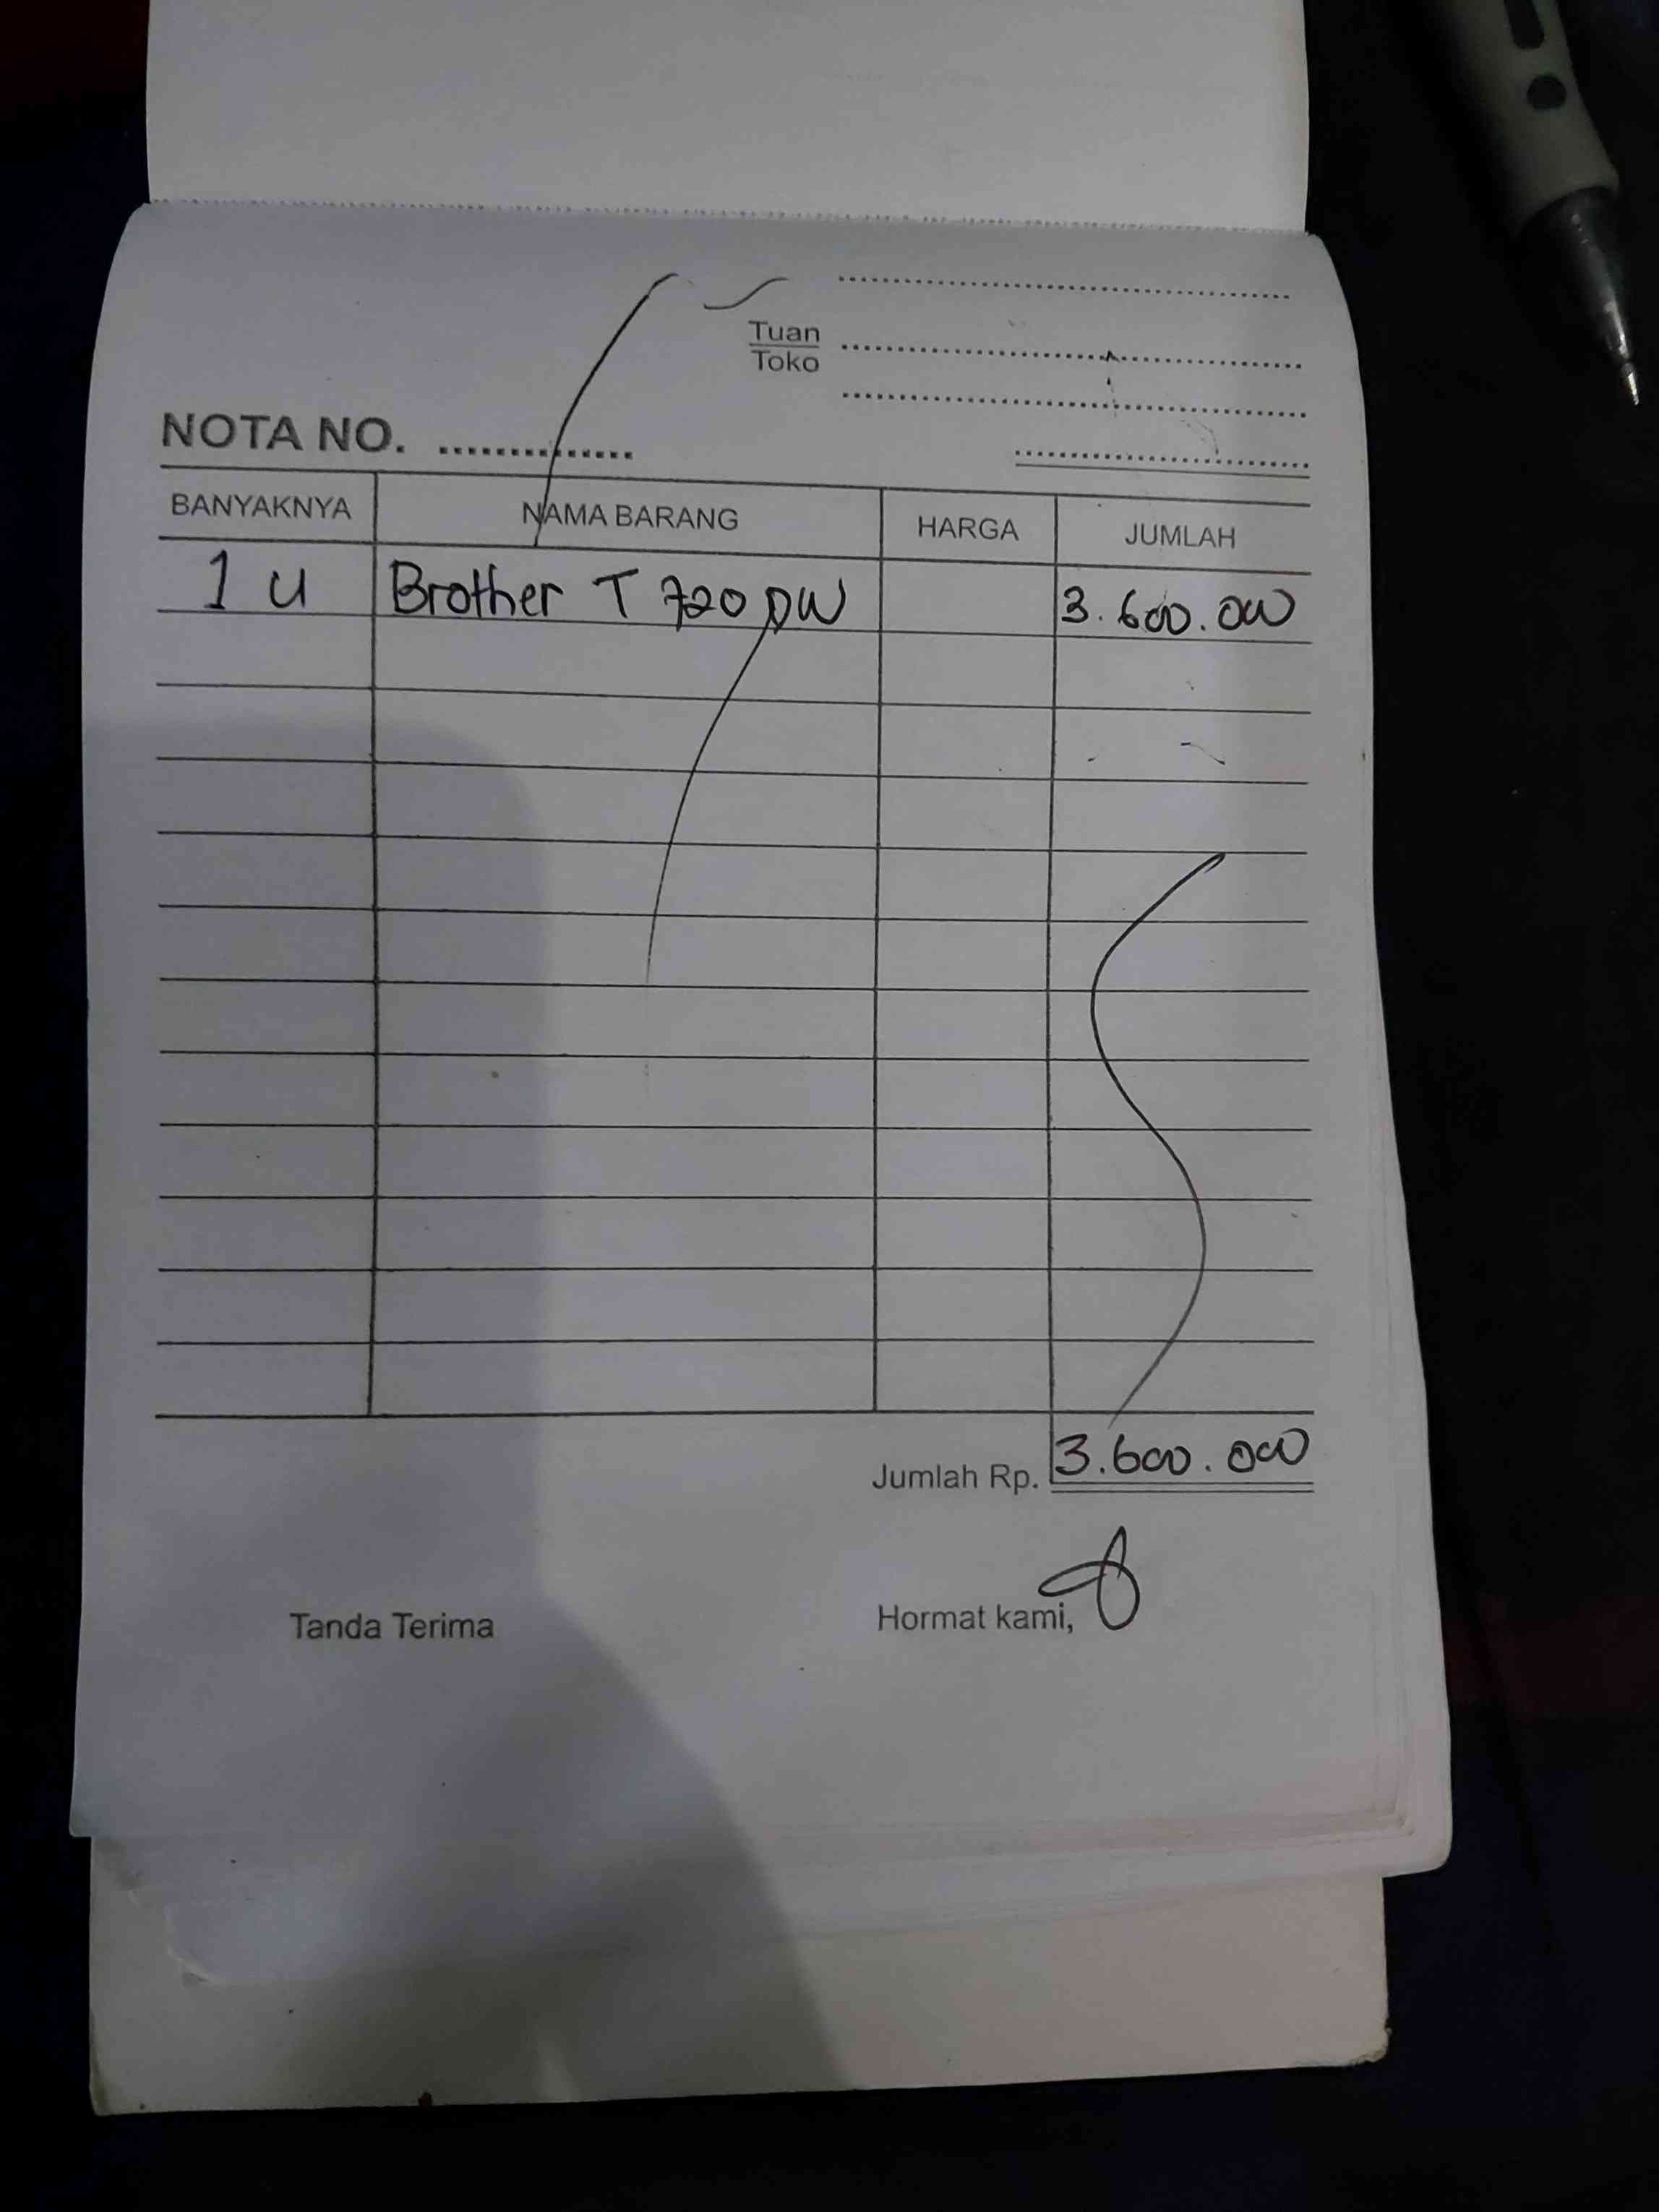 Tuan
Toko
NOTA NO. ..............
BANYAKNYA NAMA BARANG HARGA JUMLAH
1 U Brother T 720 DW 3.600.000
Jumlah Rp. 3.600.000
Tanda Terima Hormat kami,